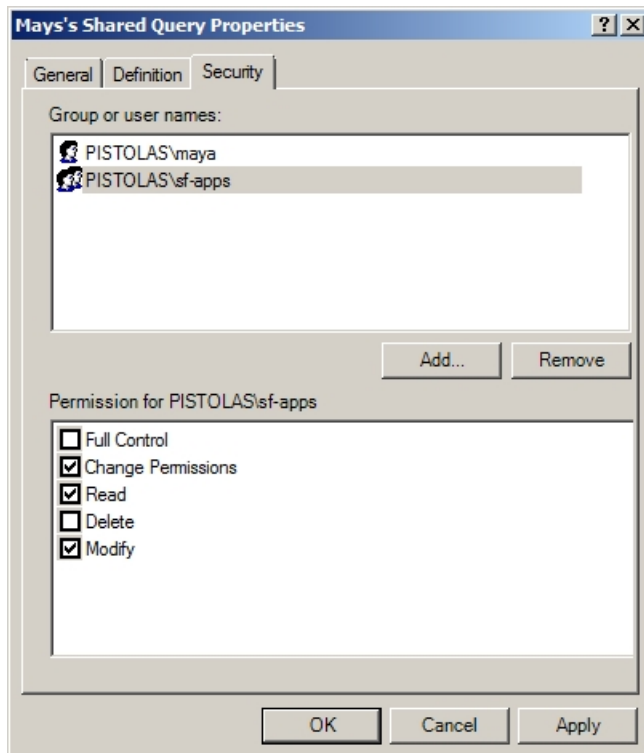 Mays's Shared Query Properties
General Definition Security
Group or user names:
PISTOLAS\maya
PISTOLAS\sf-apps
Add... Remove
Permission for PISTOLAS\sf-apps
Full Control
Change Permissions
Read
Delete
Modify
OK Cancel Apply